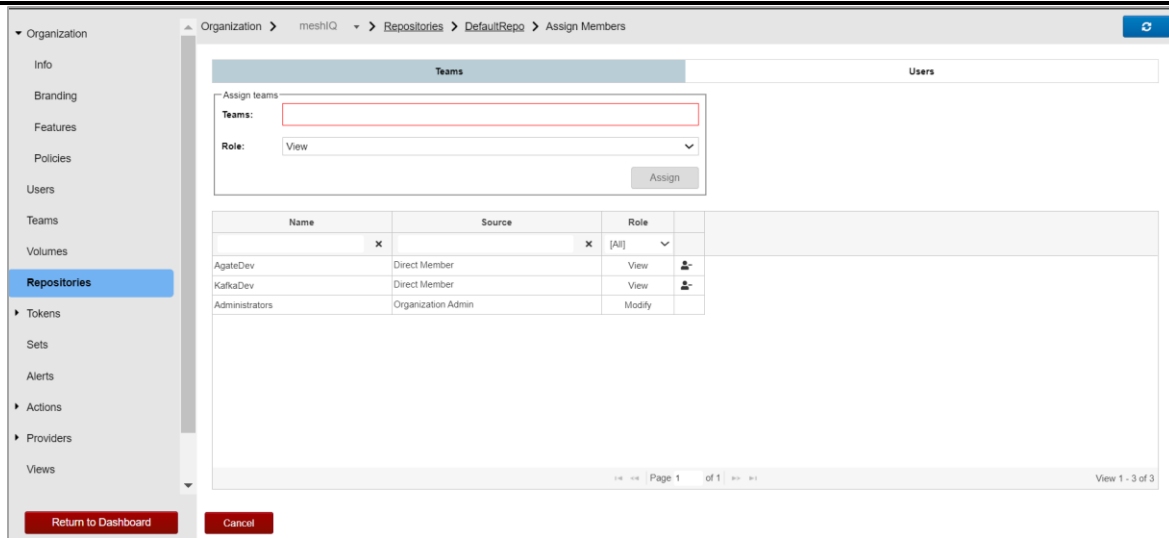 Organization
Info
Branding
Features
Policies
Users
Teams
Volumes
Repositories
Tokens
Sets
Alerts
Actions
Providers
Views
Return to Dashboard
Organization > meshIQ > Repositories > DefaultRepo > Assign Members
Teams Users
Assign teams
Teams:
Role: View
Assign
Name Source Role
x x [All]
AgateDev Direct Member View
KafkaDev Direct Member View
Administrators Organization Admin Modify
Page 1 of 1 View 1 - 3 of 3
Cancel